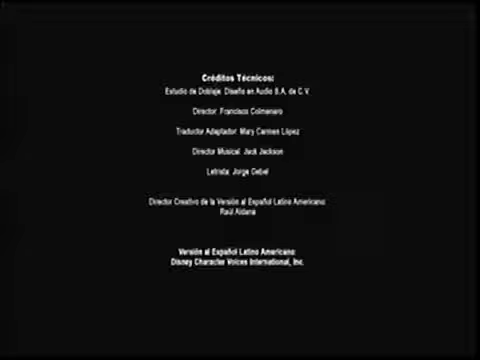 Créditos Técnicos:
Estudio de Doblaje: Diseño en Audio S.A. de C.V.
Director: Francisco Colmenero
Traductor Adaptador: Mary Carmen López
Director Musical: Jack Jackson
Letrista: Jorge Gebel
Director Creativo de la Versión al Español Latino Americano:
Raúl Aldana
Versión al Español Latino Americano:
Disney Character Voices International, Inc.